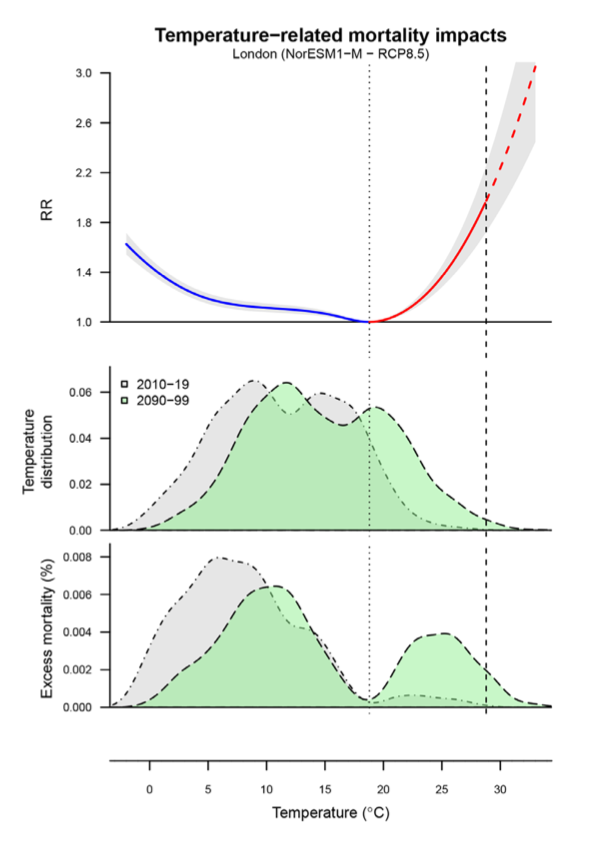 Temperature−related mortality impacts
London (NorESM1−M − RCP8.5)
RR
3.0
2.6
2.2
1.8
1.4
1.0
Temperature
distribution
0.06
0.04
0.02
0.00
2010−19
2090−99
Excess mortality (%)
0.008
0.006
0.004
0.002
0.000
0 5 10 15 20 25 30
Temperature (°C)